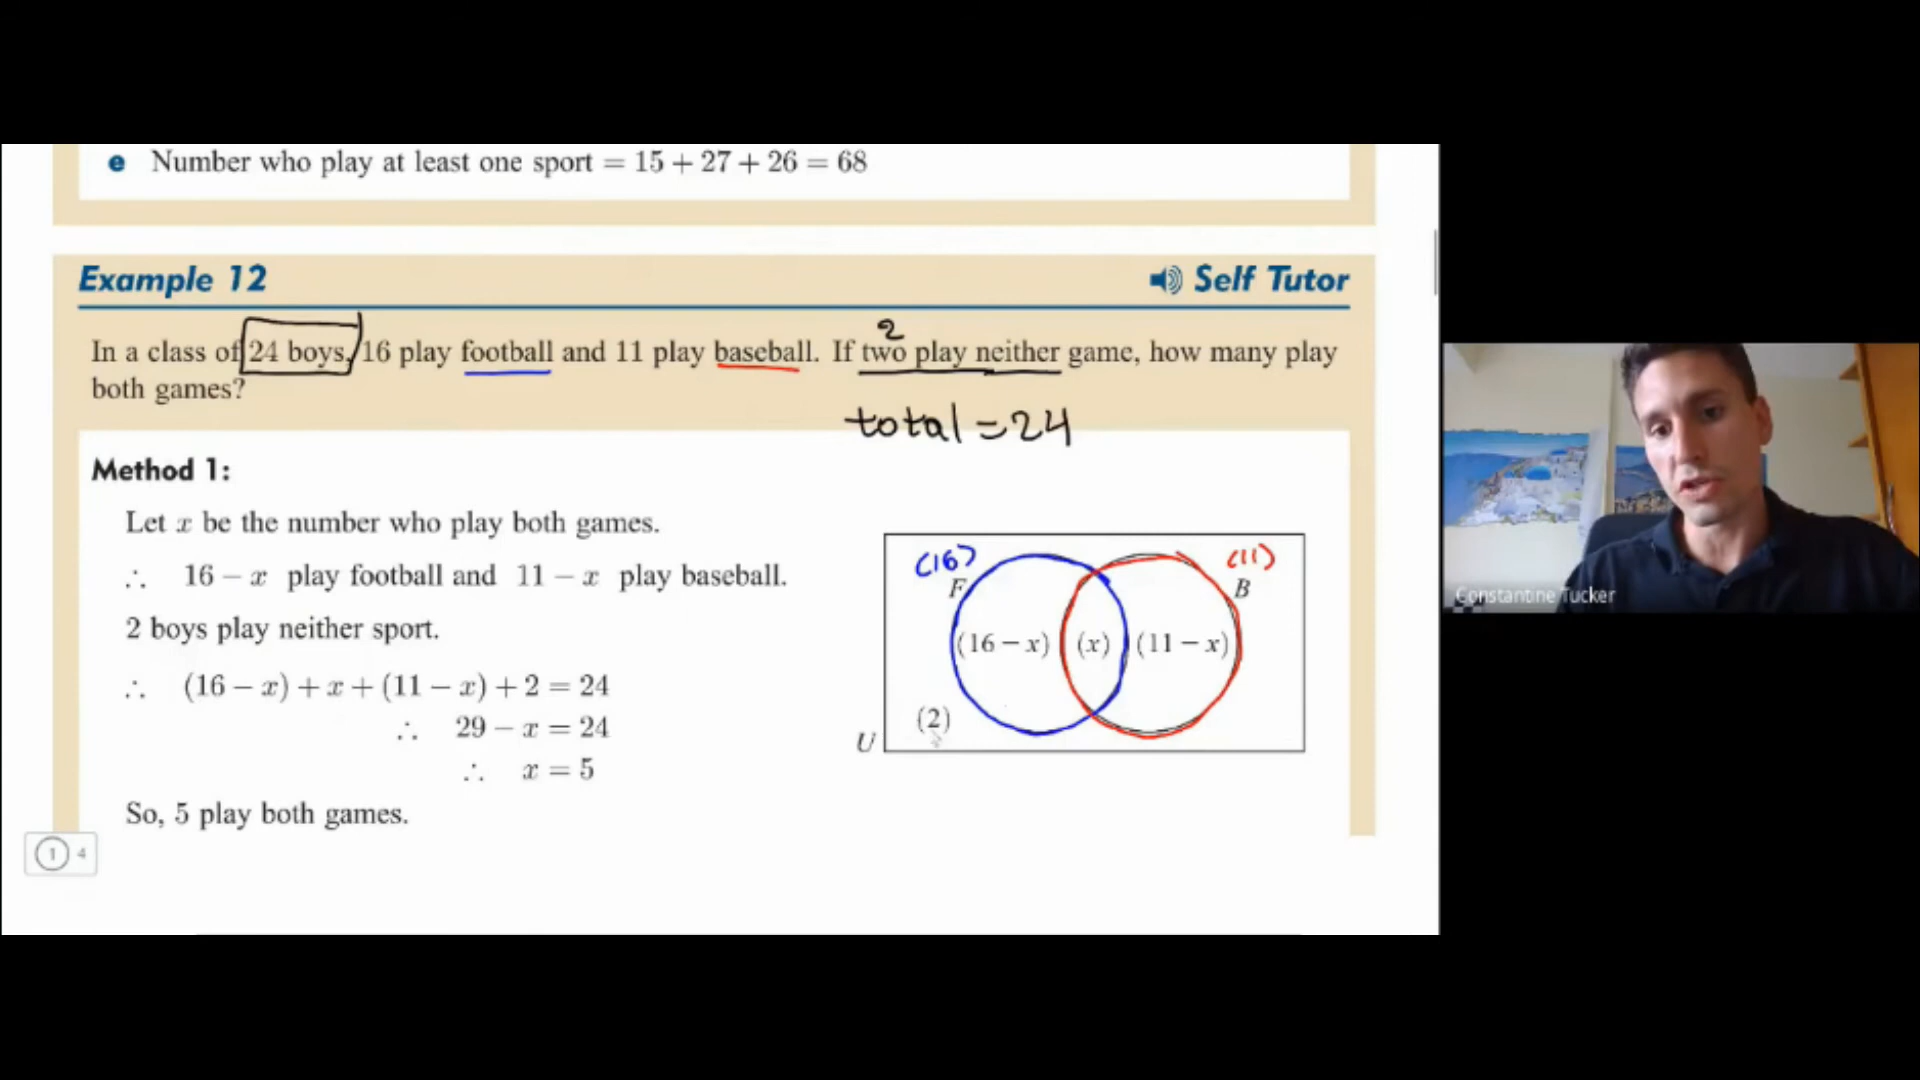 e Number who play at least one sport = 15 + 27 + 26 = 68
Example 12
Self Tutor
2
In a class of 24 boys, 16 play football and 11 play baseball. If two play neither game, how many play
both games?
total = 24
Method 1:
Let x be the number who play both games.
∴ 16 − x play football and 11 − x play baseball.
2 boys play neither sport.
∴ (16 − x) + x + (11 − x) + 2 = 24
∴ 29 − x = 24
∴ x = 5
So, 5 play both games.
(16) (11)
F B
(16 − x) (x) (11 − x)
(2)
U
1 4
Constantine Tucker